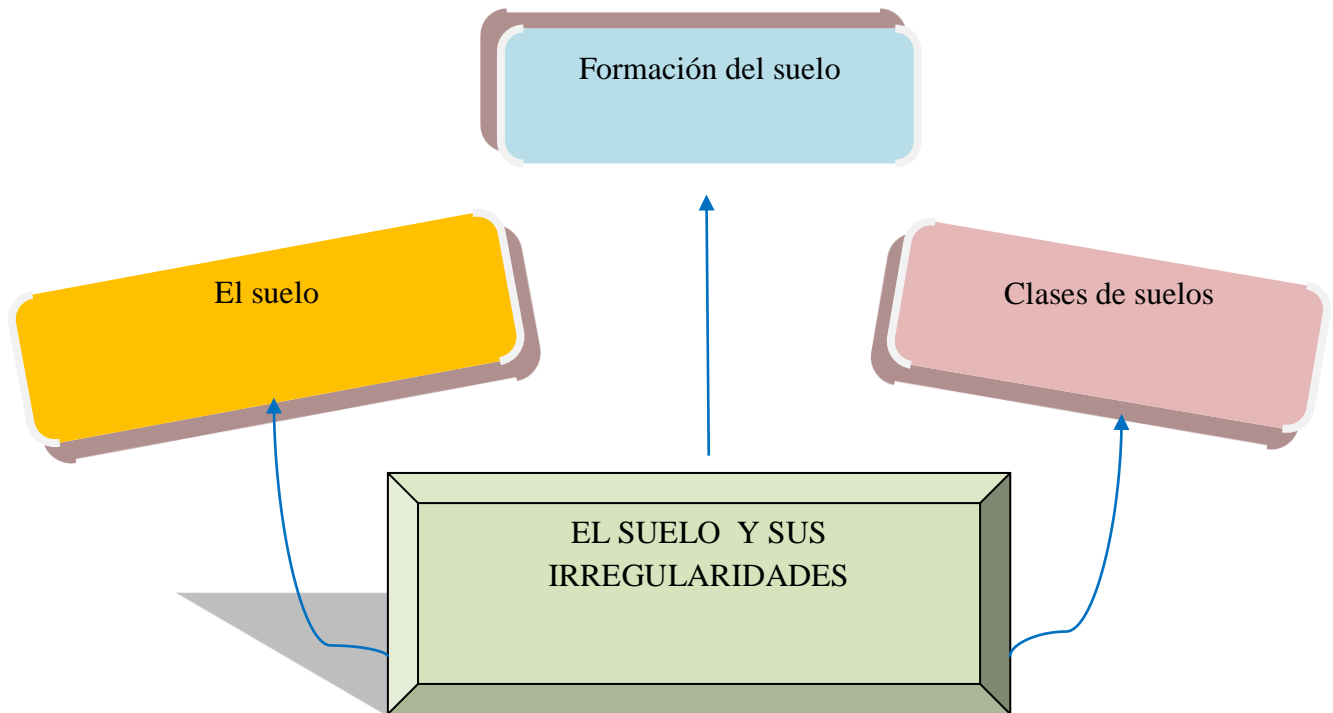 Formación del suelo
El suelo
Clases de suelos
EL SUELO Y SUS
IRREGULARIDADES